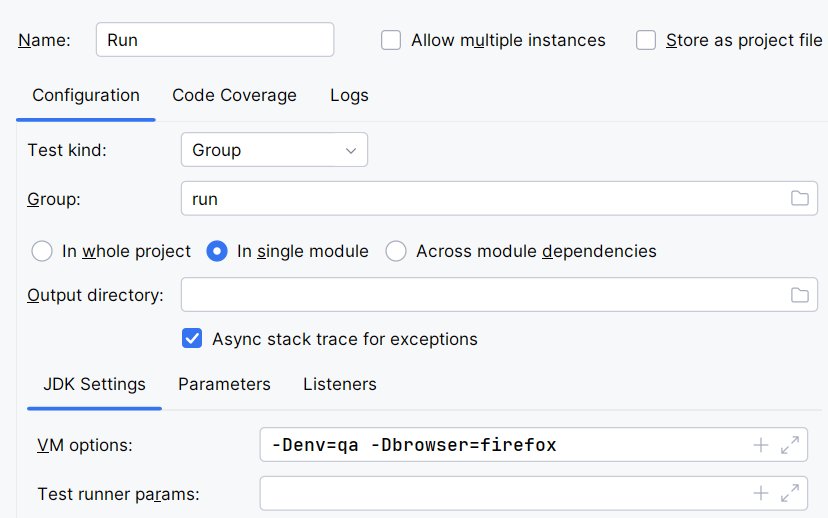 Name: Run Allow multiple instances Store as project file
Configuration Code Coverage Logs
Test kind: Group
Group: run
In whole project In single module Across module dependencies
Output directory:
Async stack trace for exceptions
JDK Settings Parameters Listeners
VM options: -Denv=qa -Dbrowser=firefox
Test runner params: